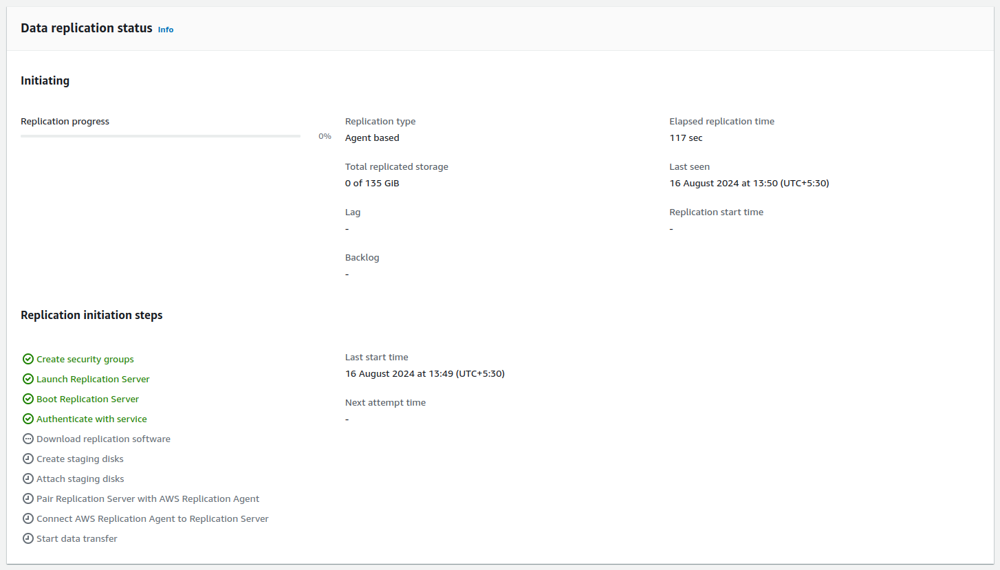 Data replication status Info
Initiating
Replication progress
0%
Replication type
Agent based
Total replicated storage
0 of 135 GiB
Lag
-
Backlog
-
Elapsed replication time
117 sec
Last seen
16 August 2024 at 13:50 (UTC+5:30)
Replication start time
-
Replication initiation steps
Create security groups
Launch Replication Server
Boot Replication Server
Authenticate with service
Download replication software
Create staging disks
Attach staging disks
Pair Replication Server with AWS Replication Agent
Connect AWS Replication Agent to Replication Server
Start data transfer
Last start time
16 August 2024 at 13:49 (UTC+5:30)
Next attempt time
-